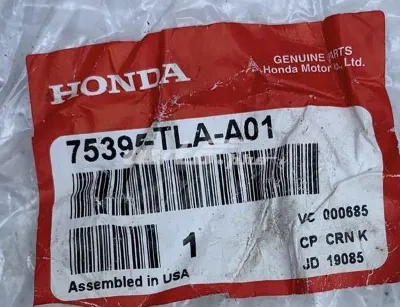 GENUINE PARTS
HONDA
Honda Motor Co., Ltd.
75395-TLA-A01
1
VC 000685
CP CRN K
JD 19085
Assembled in USA